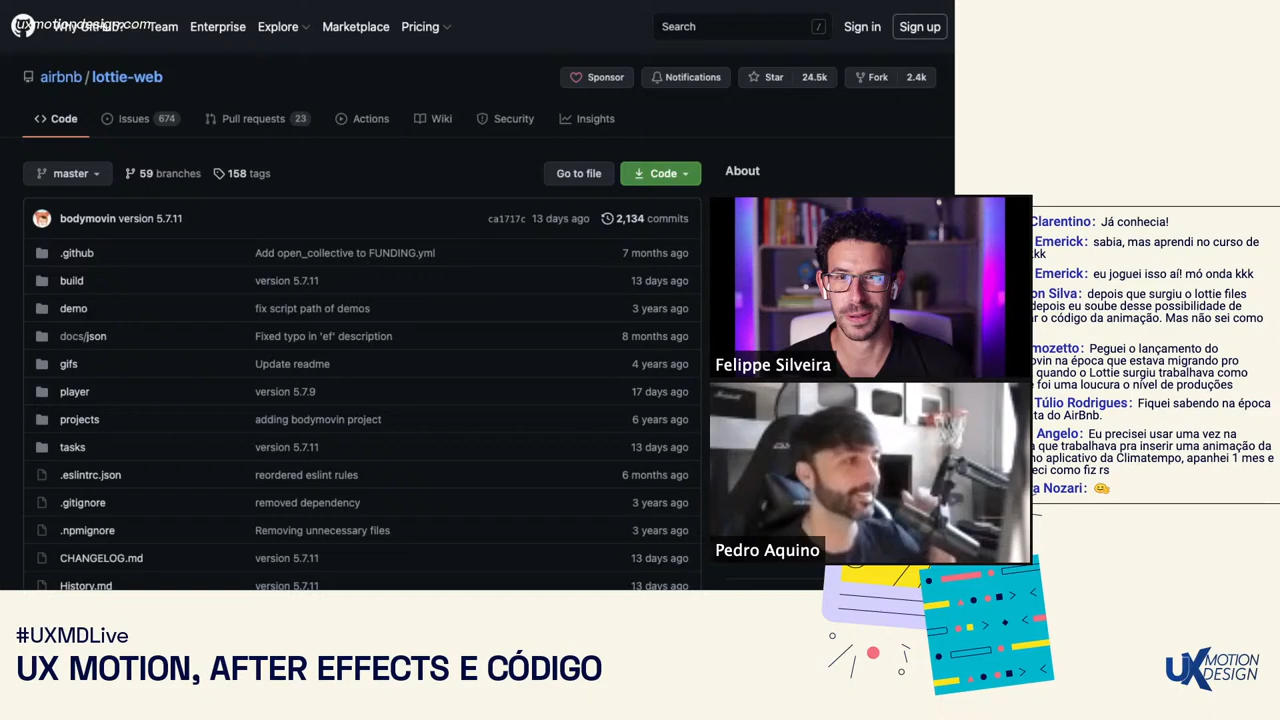 uxmotiondesign.com
Why GitHub? Team Enterprise Explore Marketplace Pricing
Search /
Sign in Sign up
airbnb / lottie-web
Sponsor Notifications Star 24.5k Fork 2.4k
Code Issues 674 Pull requests 23 Actions Wiki Security Insights
master 59 branches 158 tags Go to file Code About
bodymovin version 5.7.11 ca1717c 13 days ago 2,134 commits
.github Add open_collective to FUNDING.yml 7 months ago
build version 5.7.11 13 days ago
demo fix script path of demos 3 years ago
docs/json Fixed typo in 'ef' description 8 months ago
gifs Update readme 4 years ago
player version 5.7.9 17 days ago
projects adding bodymovin project 6 years ago
tasks version 5.7.11 13 days ago
.eslintrc.json reordered eslint rules 6 months ago
.gitignore removed dependency 3 years ago
.npmignore Removing unnecessary files 3 years ago
CHANGELOG.md version 5.7.11 13 days ago
History.md version 5.7.11 13 days ago
Felippe Silveira
Pedro Aquino
Clarentino: Já conhecia!
Emerick: sabia, mas aprendi no curso de
kk
Emerick: eu joguei isso aí! mó onda kkk
on Silva: depois que surgiu o lottie files
depois eu soube desse possibilidade de
ar o código da animação. Mas não sei como
mozetto: Peguei o lançamento do
ovin na época que estava migrando pro
quando o Lottie surgiu trabalhava como
foi uma loucura o nível de produções
Túlio Rodrigues: Fiquei sabendo na época
ta do AirBnb.
Angelo: Eu precisei usar uma vez na
a que trabalhava pra inserir uma animação da
no aplicativo da Climatempo, apanhei 1 mes e
eci como fiz rs
a Nozari:
#UXMDLive
UX MOTION, AFTER EFFECTS E CÓDIGO
UX MOTION
DESIGN